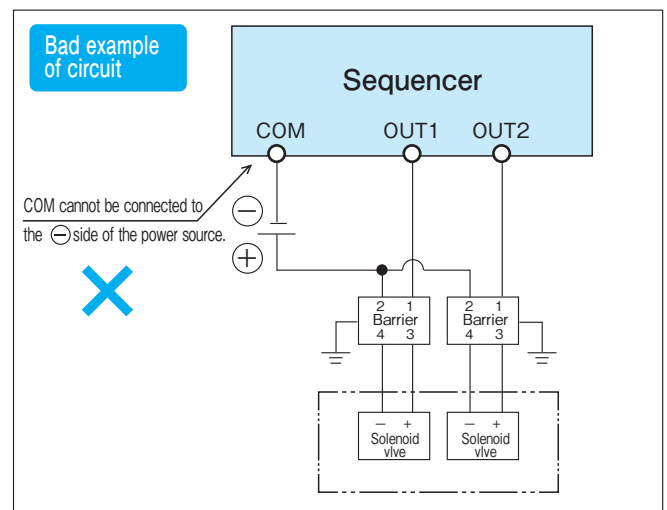 Bad example
of circuit
Sequencer
COM OUT1 OUT2
COM cannot be connected to
the ⊖ side of the power source.
⊖
⊕
2 1
Barrier
4 3
2 1
Barrier
4 3
− +
Solenoid
vlve
− +
Solenoid
vlve